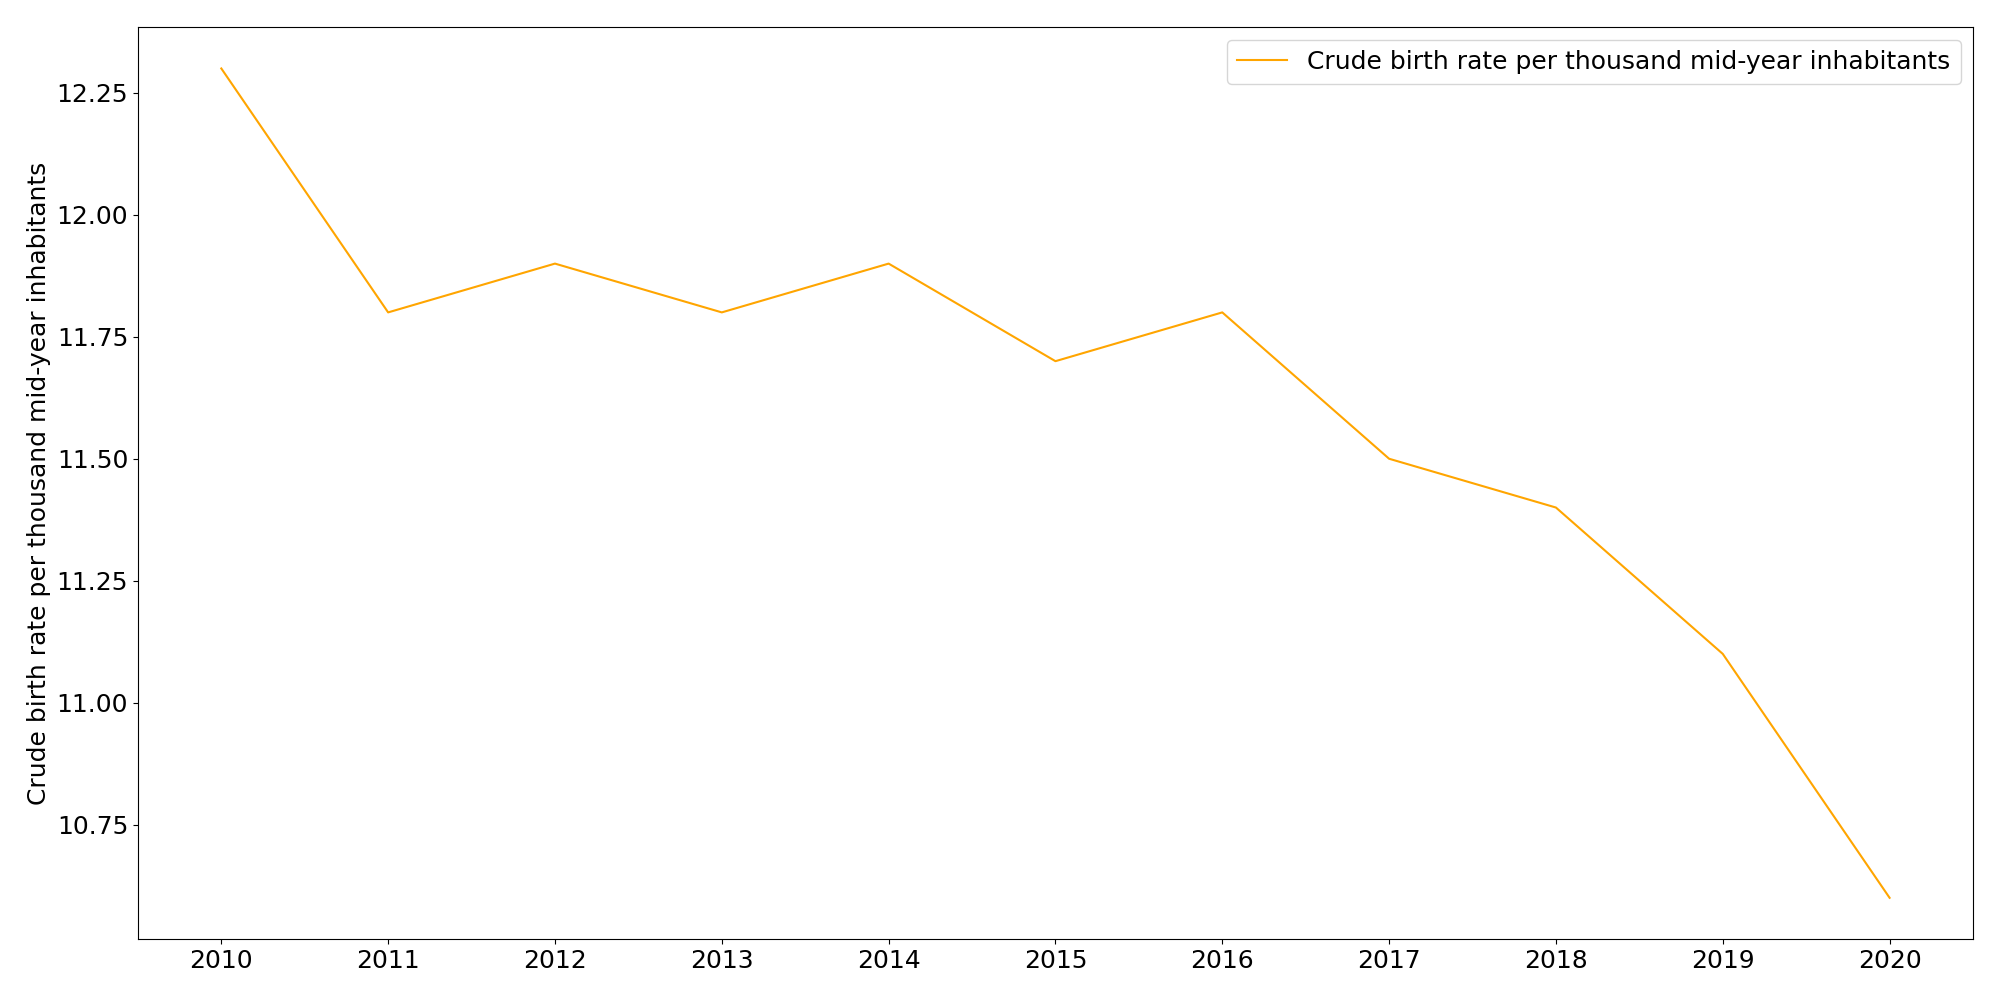 Crude birth rate per thousand mid-year inhabitants
Crude birth rate per thousand mid-year inhabitants
12.25
12.00
11.75
11.50
11.25
11.00
10.75
2010 2011 2012 2013 2014 2015 2016 2017 2018 2019 2020